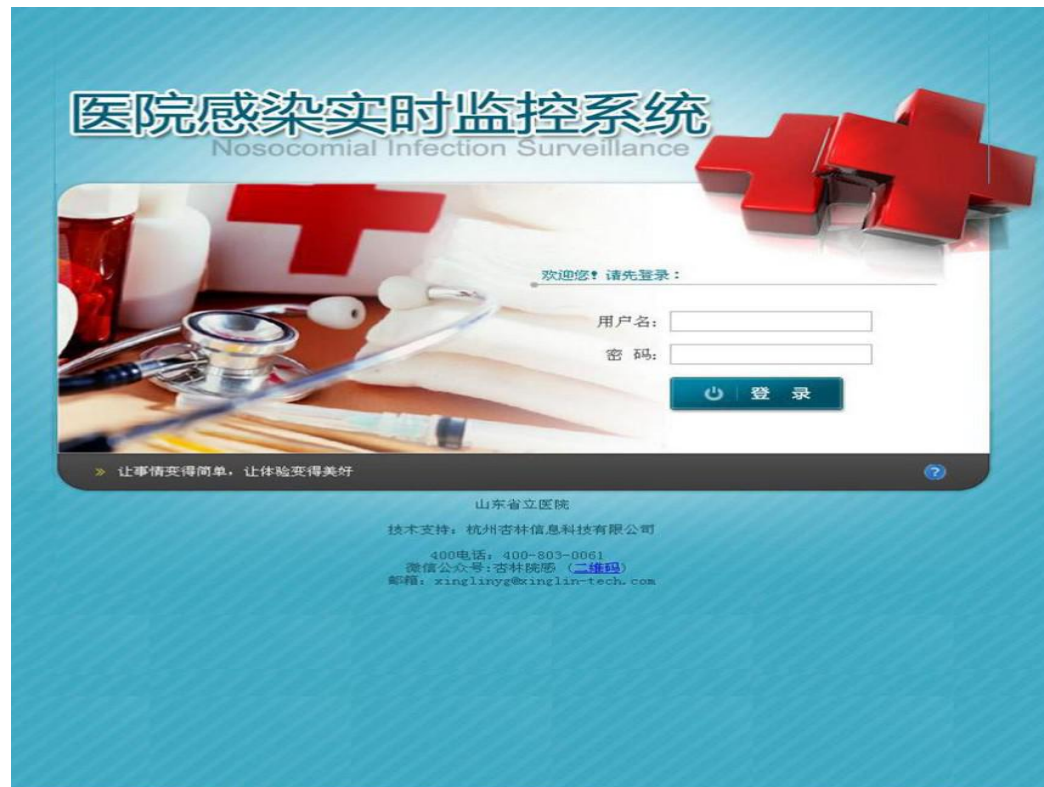 医院感染实时监控系统
Nosocomial Infection Surveillance
欢迎您！请先登录：
用户名：
密 码：
登 录
» 让事情变得简单，让体验变得美好
?
山东省立医院
技术支持：杭州杏林信息科技有限公司
400电话：400-803-0061
微信公众号:杏林院感（二维码）
邮箱：xinglinyg@xinglin-tech.com